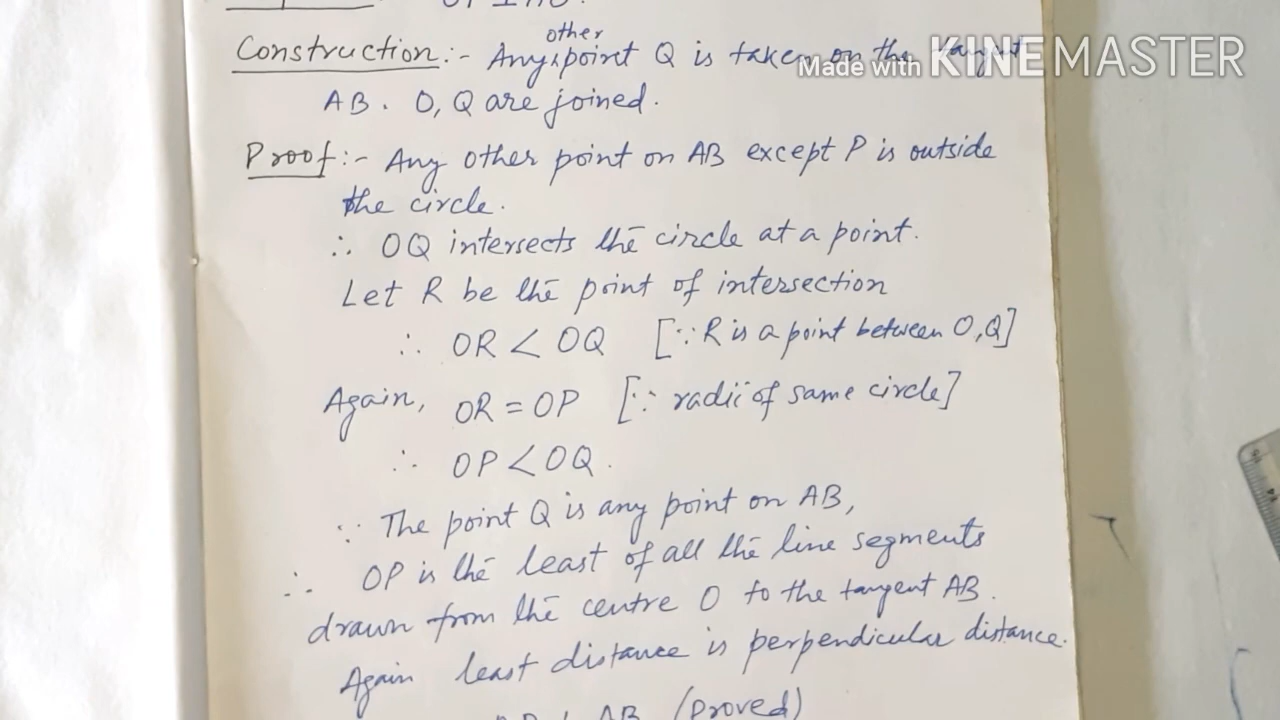 OP ⊥ AB.
other
Construction:- Any ʌ point Q is taken on the tangent
Made with KINEMASTER
AB. O, Q are joined.
Proof:- Any other point on AB except P is outside
the circle.
∴ OQ intersects the circle at a point.
Let R be the point of intersection
∴ OR < OQ [∵ R is a point between O,Q]
Again, OR = OP [∵ radii of same circle]
∴ OP < OQ.
∵ The point Q is any point on AB,
∴ OP is the least of all the line segments
drawn from the centre O to the tangent AB.
Again least distance is perpendicular distance.
OP ⊥ AB (Proved)